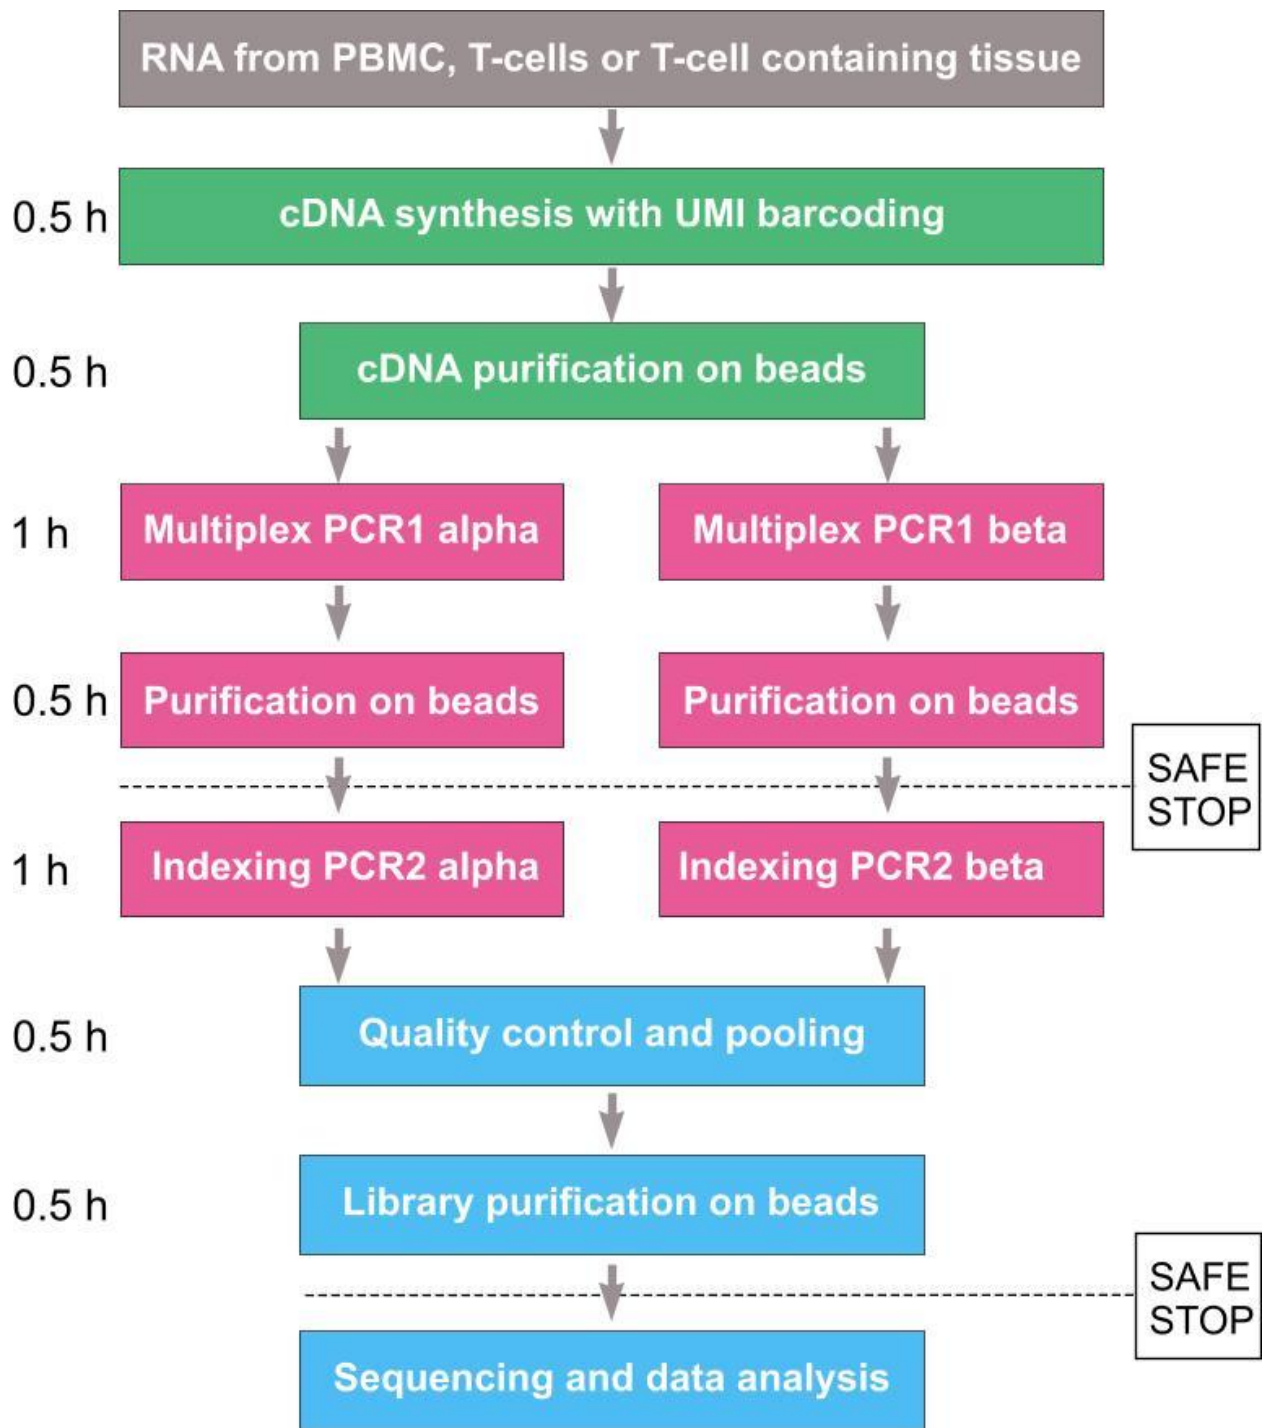 RNA from PBMC, T-cells or T-cell containing tissue
0.5 h
cDNA synthesis with UMI barcoding
0.5 h
cDNA purification on beads
1 h
Multiplex PCR1 alpha
Multiplex PCR1 beta
0.5 h
Purification on beads
Purification on beads
SAFE
STOP
1 h
Indexing PCR2 alpha
Indexing PCR2 beta
0.5 h
Quality control and pooling
0.5 h
Library purification on beads
SAFE
STOP
Sequencing and data analysis